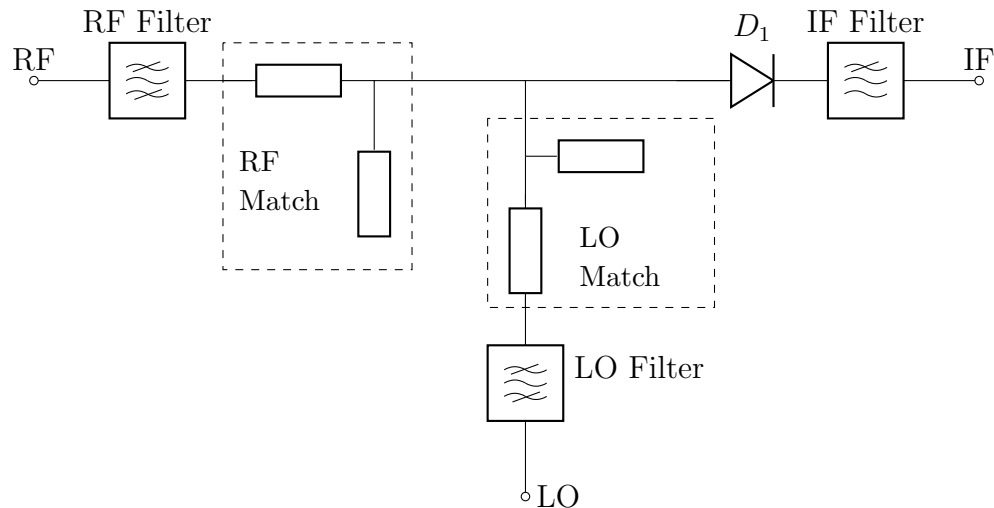 RF Filter
D1
IF Filter
RF
IF
RF
Match
LO
Match
LO Filter
LO